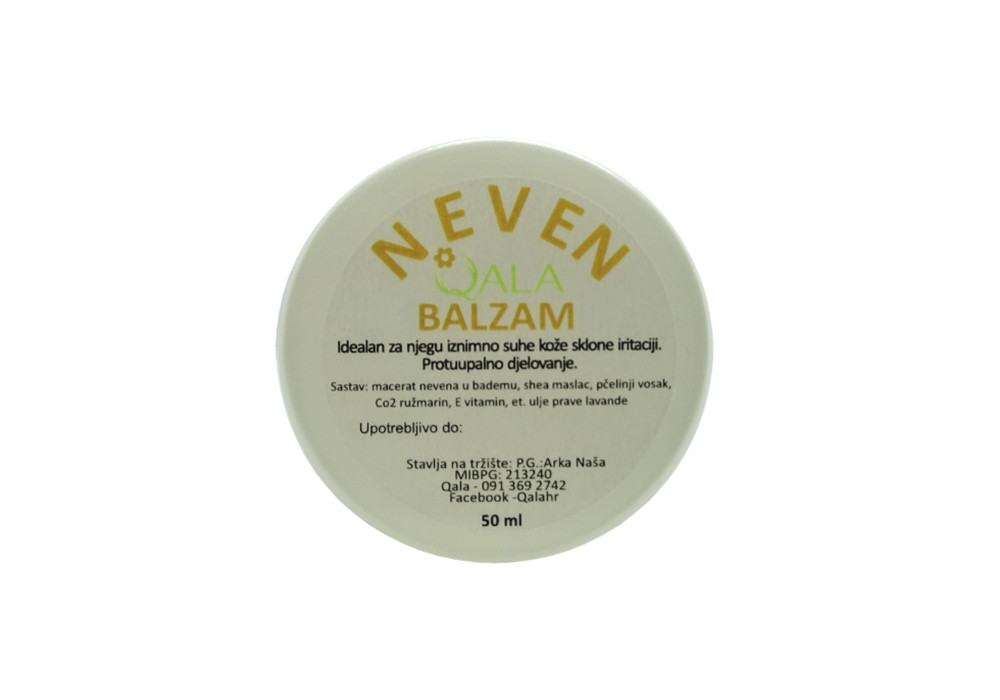 NEVEN
QALA
BALZAM
Idealan za njegu iznimno suhe kože sklone iritaciji.
Protuupalno djelovanje.
Sastav: macerat nevena u bademu, shea maslac, pčelinji vosak,
Co2 ružmarin, E vitamin, et. ulje prave lavande
Upotrebljivo do:
Stavlja na tržište: P.G.:Arka Naša
MIBPG: 213240
Qala - 091 369 2742
Facebook -Qalahr
50 ml